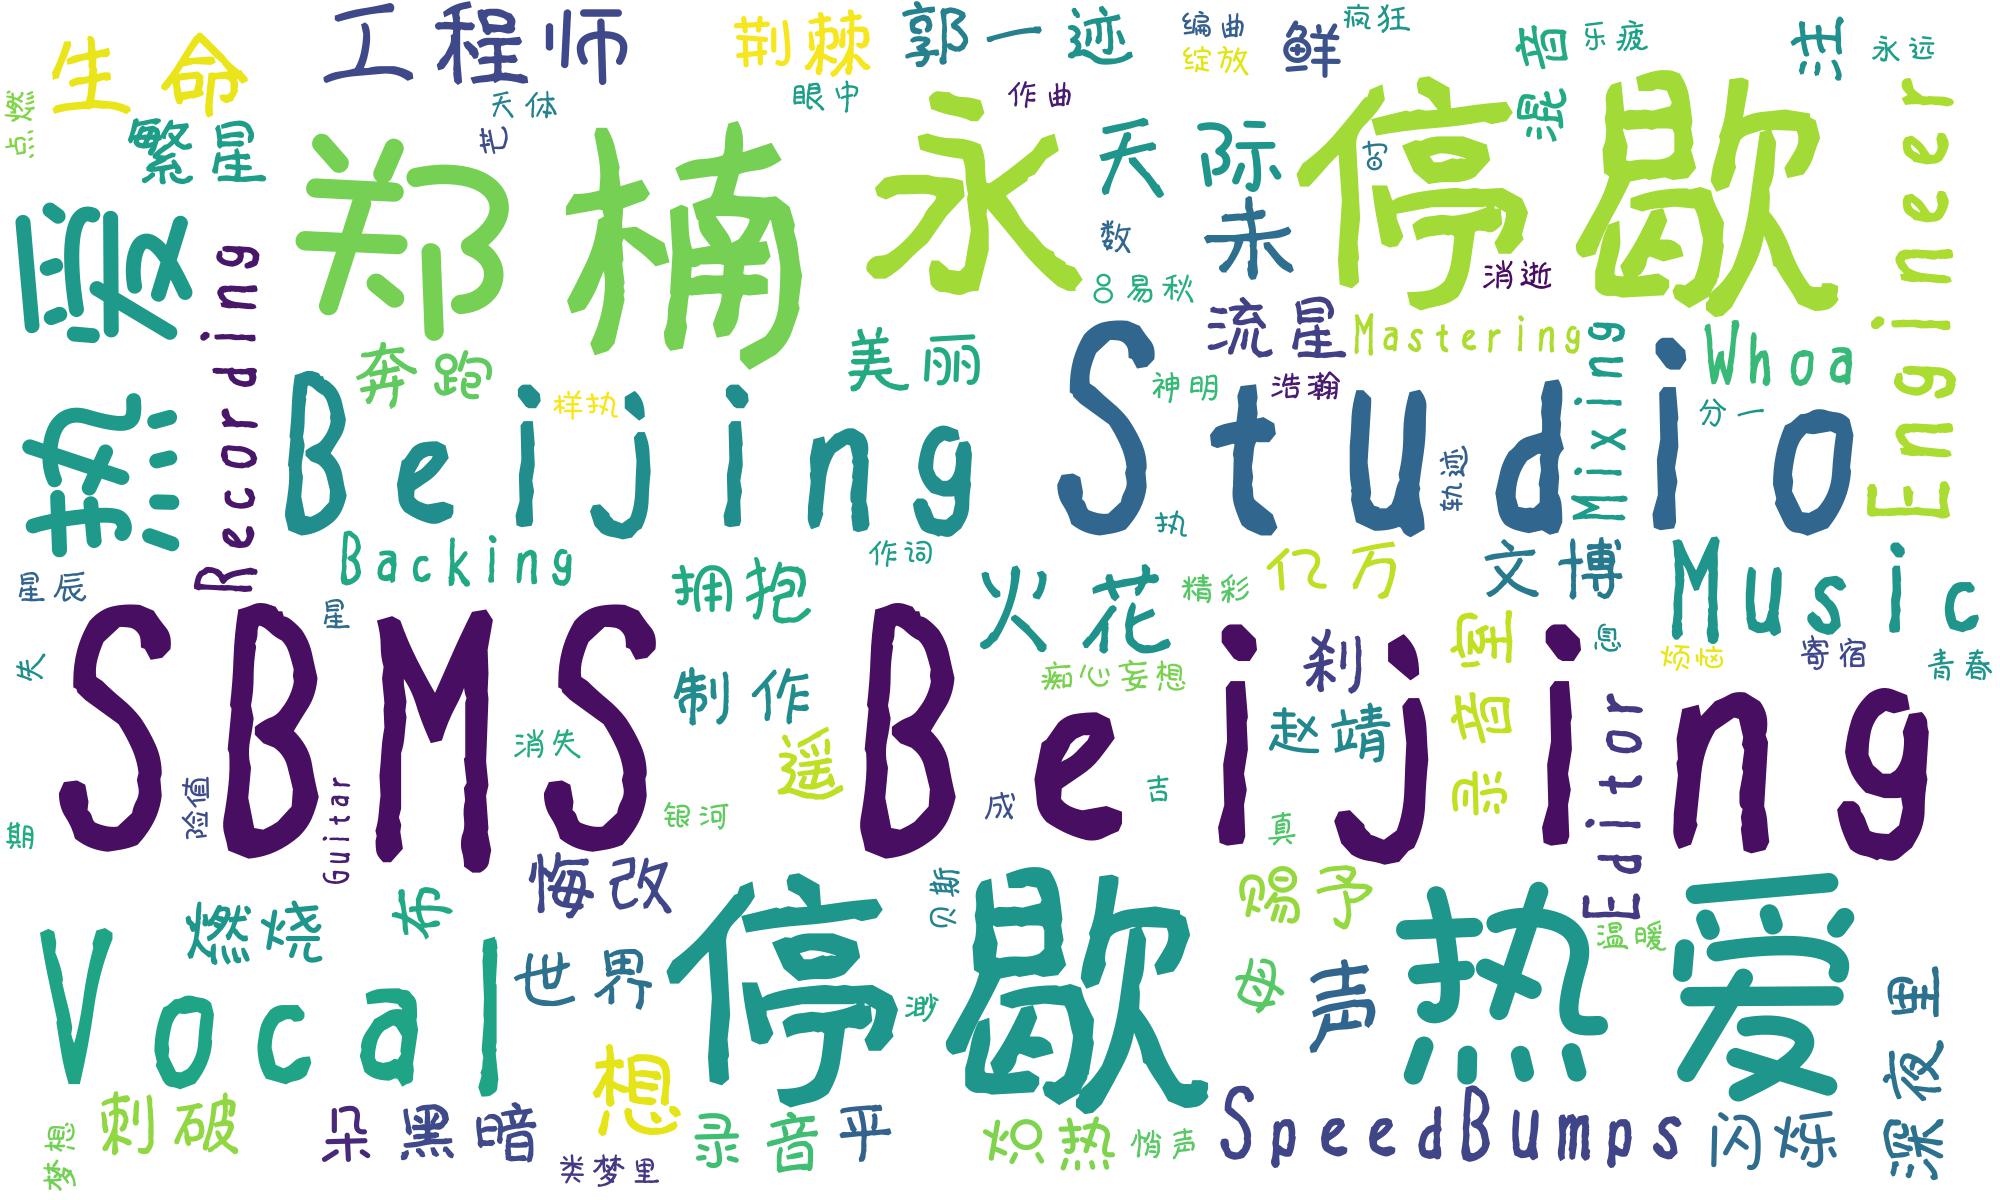 生命
工程师
荆棘
郭一迹
编曲
绽放
鲜
疯狂
混音
乐疲
汪
永远
点燃
天体
眼中
作曲
繁星
郑楠
永
天际
停歇
的
Engineer
热爱
Recording
数
未
吕易秋
消逝
流星
Mastering
Mixing
Whoa
奔跑
美丽
样执
神明
浩瀚
分一
Beijing
Studio
轨迹
执
Backing
作词
拥抱
火花
精彩
亿万
文博
Music
星辰
星
失
SBMS Beijing
痴心妄想
刹
录音室
烦恼
寄宿
青春
制作
赵靖
遥
消失
银河
险值
Guitar
期
成
吉
真
Editor
悔改
燃烧
布
停歇
贝斯
赐予
热爱
温暖
Vocal
世界
渺
母
声
深夜里
想
刺破
梦想
朵
黑暗
类梦里
录音
平
炽热
悄声
SpeedBumps
闪烁